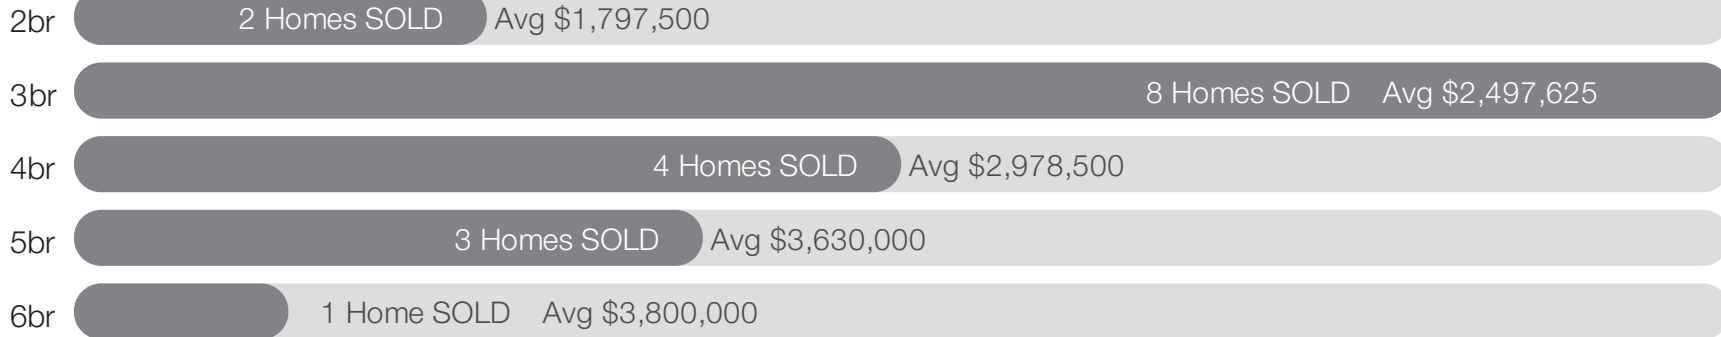 2br 2 Homes SOLD Avg $1,797,500
3br 8 Homes SOLD Avg $2,497,625
4br 4 Homes SOLD Avg $2,978,500
5br 3 Homes SOLD Avg $3,630,000
6br 1 Home SOLD Avg $3,800,000